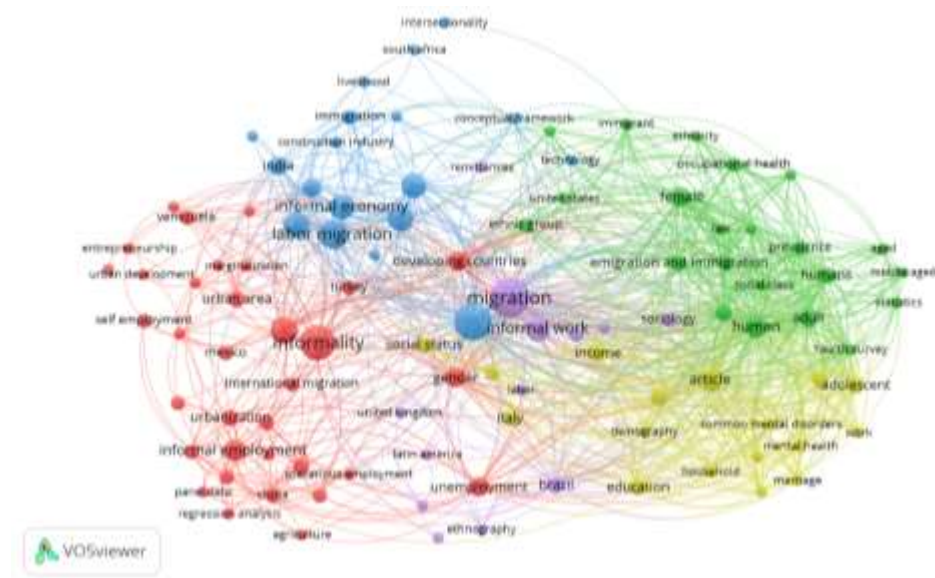 intersectionality
south africa
livelihood
immigration
conceptual framework
immigrant
ethnicity
construction industry
technology
occupational health
india
remittances
female
united states
informal economy
venezuela
ethnic group
labor migration
law
entrepreneurship
prevalence
aged
developing countries
emigration and immigration
marginalization
urban development
humans
middle aged
social class
turkey
urban area
migration
statistics
self employment
sociology
adult
informal work
human
informality
social status
income
mexico
gender
article
international migration
adolescent
labor
united kingdom
italy
urbanization
common mental disorders
demography
work
mental health
informal employment
latin america
household
precarious employment
marriage
unemployment
brazil
education
china
regression analysis
ethnography
agriculture
VOSviewer